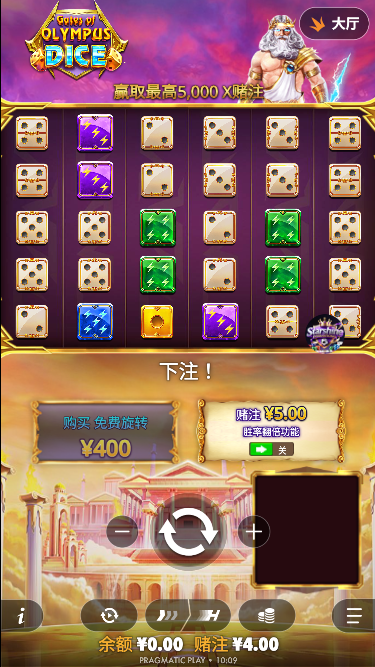 Gates of
OLYMPUS
DICE
大厅
赢取最高5,000 X赌注
Starshine
下注！
购买 免费旋转
¥400
赌注 ¥5.00
胜率翻倍功能
关
余额 ¥0.00 赌注 ¥4.00
PRAGMATIC PLAY • 10:09